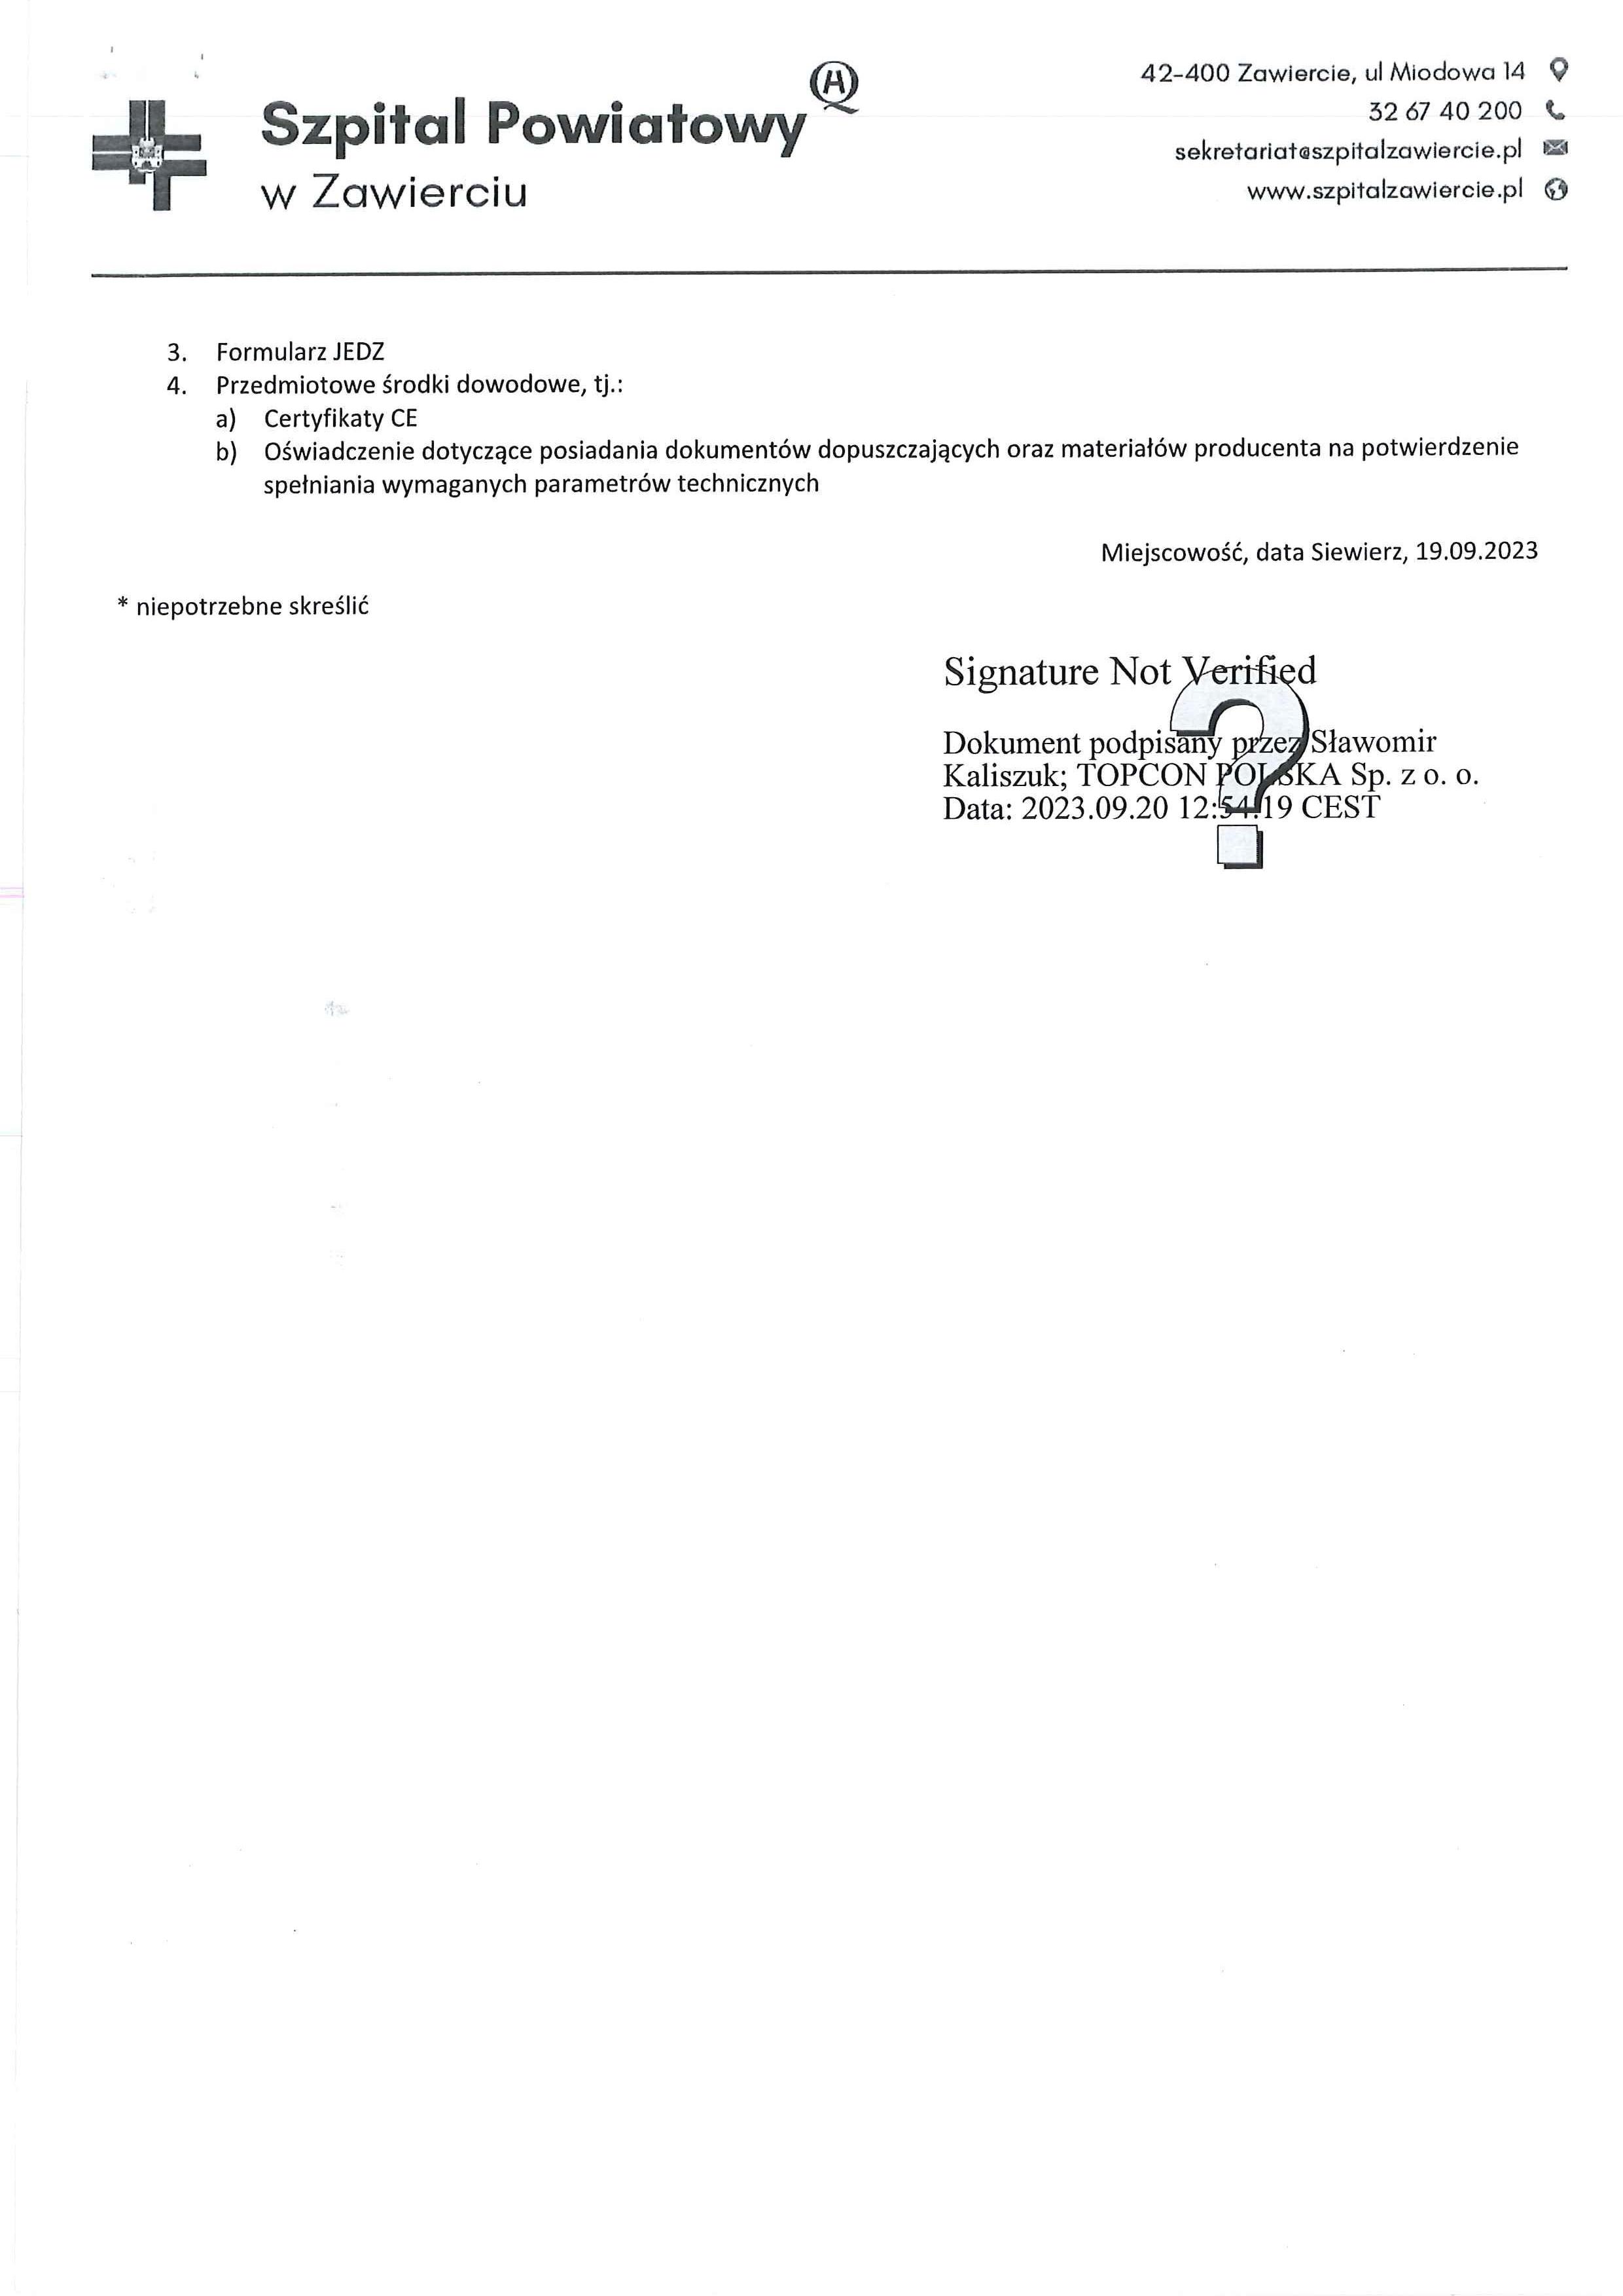 Szpital Powiatowy
w Zawierciu
42-400 Zawiercie, ul Miodowa 14
32 67 40 200
sekretariat@szpitalzawiercie.pl
www.szpitalzawiercie.pl
3. Formularz JEDZ
4. Przedmiotowe środki dowodowe, tj.:
a) Certyfikaty CE
b) Oświadczenie dotyczące posiadania dokumentów dopuszczających oraz materiałów producenta na potwierdzenie
spełniania wymaganych parametrów technicznych
Miejscowość, data Siewierz, 19.09.2023
* niepotrzebne skreślić
Signature Not Verified
Dokument podpisany przez Sławomir
Kaliszuk; TOPCON POLSKA Sp. z o. o.
Data: 2023.09.20 12:54:19 CEST